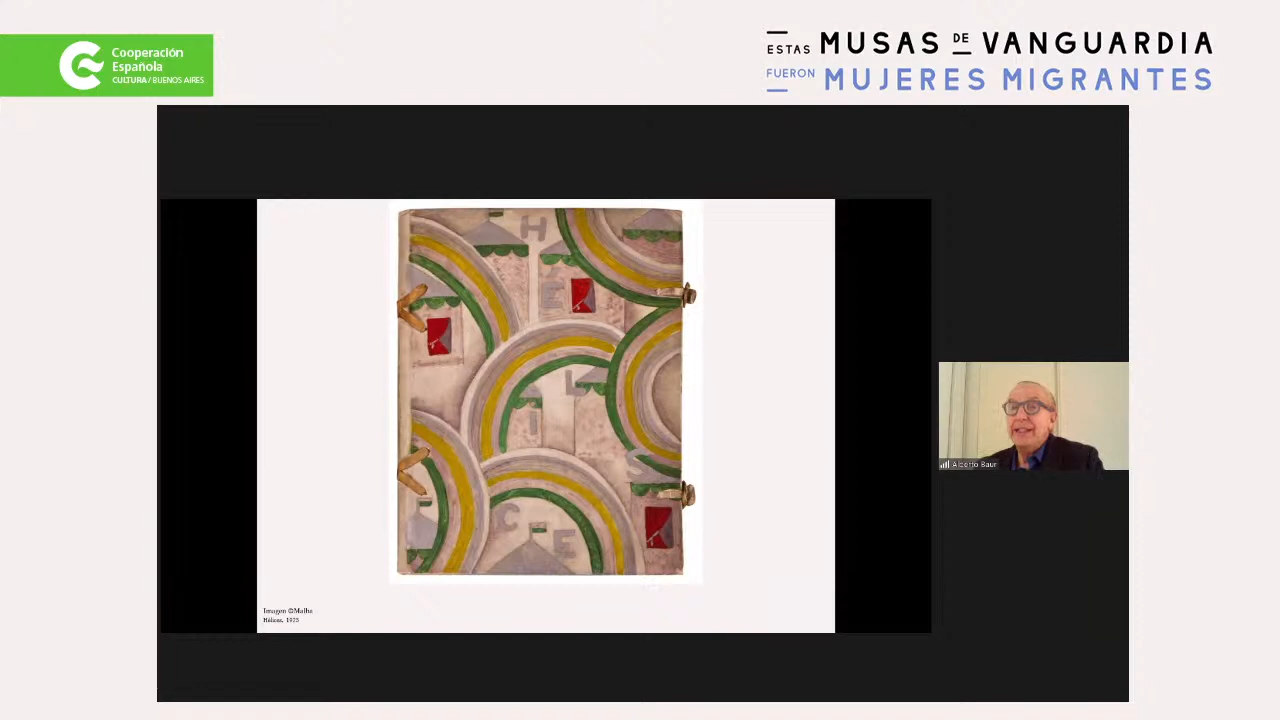 Cooperación
Española
CULTURA / BUENOS AIRES
ESTAS MUSAS DE VANGUARDIA
FUERON MUJERES MIGRANTES
H
É
L
I
S
C
E
Imagen ©Malba
Hélices, 1923
Alberto Baur